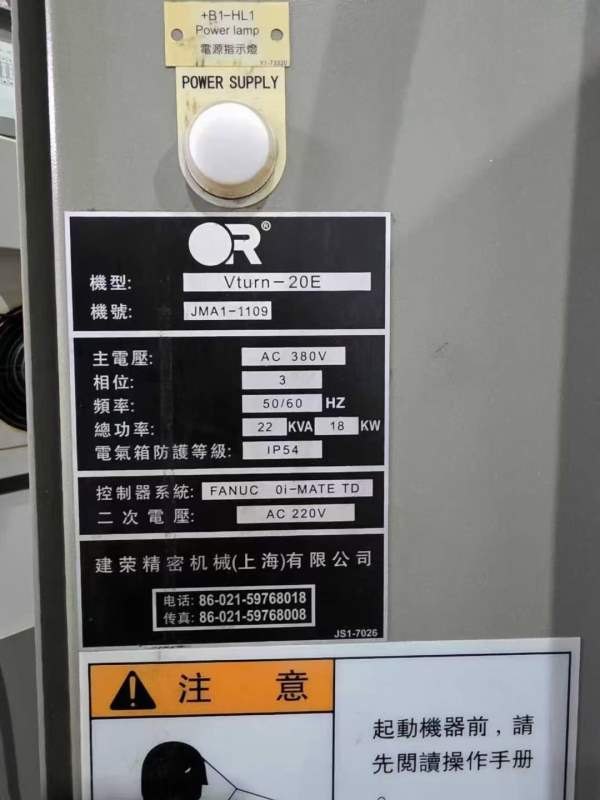 +B1-HL1
Power lamp
電源指示燈
Y1-7332U
POWER SUPPLY
OR®
機型: Vturn-20E
機號: JMA1-1109
主電壓: AC 380V
相位: 3
頻率: 50/60 HZ
總功率: 22 KVA 18 KW
電氣箱防護等級: IP54
控制器系統: FANUC 0i-MATE TD
二次電壓: AC 220V
建荣精密机械(上海)有限公司
电话: 86-021-59768018
传真: 86-021-59768008
JS1-7026
注意
起動機器前，請
先閱讀操作手冊
。